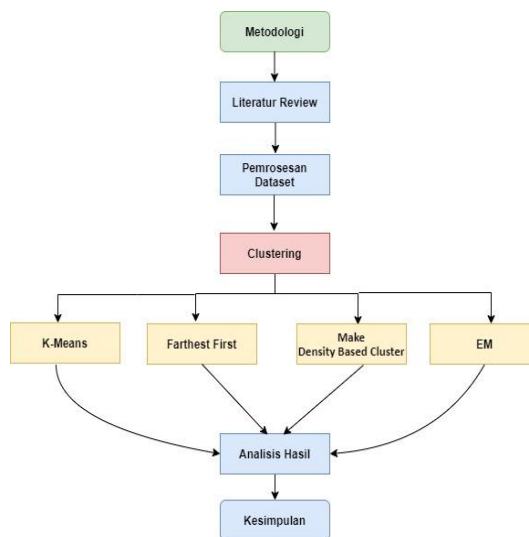 Metodologi
Literatur Review
Pemrosesan
Dataset
Clustering
K-Means
Farthest First
Make
Density Based Cluster
EM
Analisis Hasil
Kesimpulan